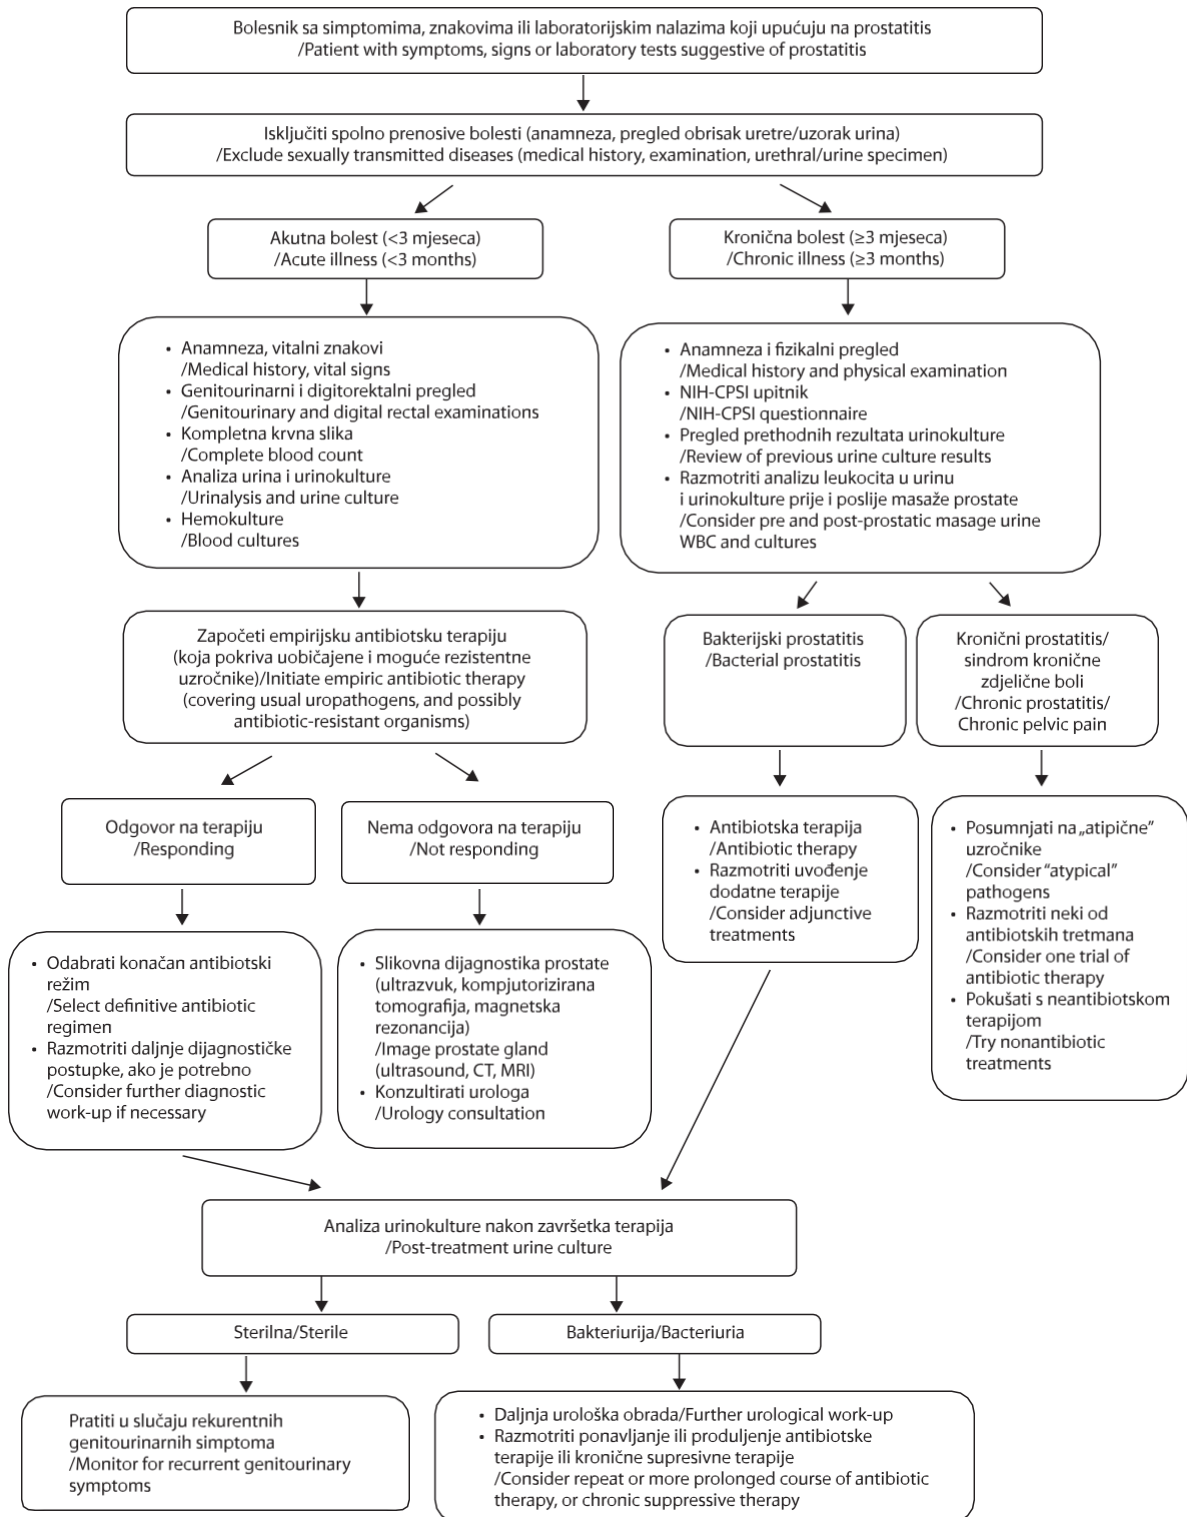 Bolesnik sa simptomima, znakovima ili laboratorijskim nalazima koji upućuju na prostatitis
/Patient with symptoms, signs or laboratory tests suggestive of prostatitis
Isključiti spolno prenosive bolesti (anamneza, pregled obrisak uretre/uzorak urina)
/Exclude sexually transmitted diseases (medical history, examination, urethral/urine specimen)
Akutna bolest (<3 mjeseca)
/Acute illness (<3 months)
Kronična bolest (≥3 mjeseca)
/Chronic illness (≥3 months)
• Anamneza, vitalni znakovi
/Medical history, vital signs
• Genitourinarni i digitorektalni pregled
/Genitourinary and digital rectal examinations
• Kompletna krvna slika
/Complete blood count
• Analiza urina i urinokulture
/Urinalysis and urine culture
• Hemokulture
/Blood cultures
• Anamneza i fizikalni pregled
/Medical history and physical examination
• NIH-CPSI upitnik
/NIH-CPSI questionnaire
• Pregled prethodnih rezultata urinokulture
/Review of previous urine culture results
• Razmotriti analizu leukocita u urinu
i urinokulture prije i poslije masaže prostate
/Consider pre and post-prostatic masage urine
WBC and cultures
Započeti empirijsku antibiotsku terapiju
(koja pokriva uobičajene i moguće rezistentne
uzročnike)/Initiate empiric antibiotic therapy
(covering usual uropathogens, and possibly
antibiotic-resistant organisms)
Bakterijski prostatitis
/Bacterial prostatitis
Kronični prostatitis/
sindrom kronične
zdjelične boli
/Chronic prostatitis/
Chronic pelvic pain
Odgovor na terapiju
/Responding
Nema odgovora na terapiju
/Not responding
• Antibiotska terapija
/Antibiotic therapy
• Razmotriti uvođenje
dodatne terapije
/Consider adjunctive
treatments
• Posumnjati na „atipične”
uzročnike
/Consider “atypical”
pathogens
• Razmotriti neki od
antibiotskih tretmana
/Consider one trial of
antibiotic therapy
• Pokušati s neantibiotskom
terapijom
/Try nonantibiotic
treatments
• Odabrati konačan antibiotski
režim
/Select definitive antibiotic
regimen
• Razmotriti daljnje dijagnostičke
postupke, ako je potrebno
/Consider further diagnostic
work-up if necessary
• Slikovna dijagnostika prostate
(ultrazvuk, kompjutorizirana
tomografija, magnetska
rezonancija)
/Image prostate gland
(ultrasound, CT, MRI)
• Konzultirati urologa
/Urology consultation
Analiza urinokulture nakon završetka terapija
/Post-treatment urine culture
Sterilna/Sterile
Bakteriurija/Bacteriuria
Pratiti u slučaju rekurentnih
genitourinarnih simptoma
/Monitor for recurrent genitourinary
symptoms
• Daljnja urološka obrada/Further urological work-up
• Razmotriti ponavljanje ili produljenje antibiotske
terapije ili kronične supresivne terapije
/Consider repeat or more prolonged course of antibiotic
therapy, or chronic suppressive therapy